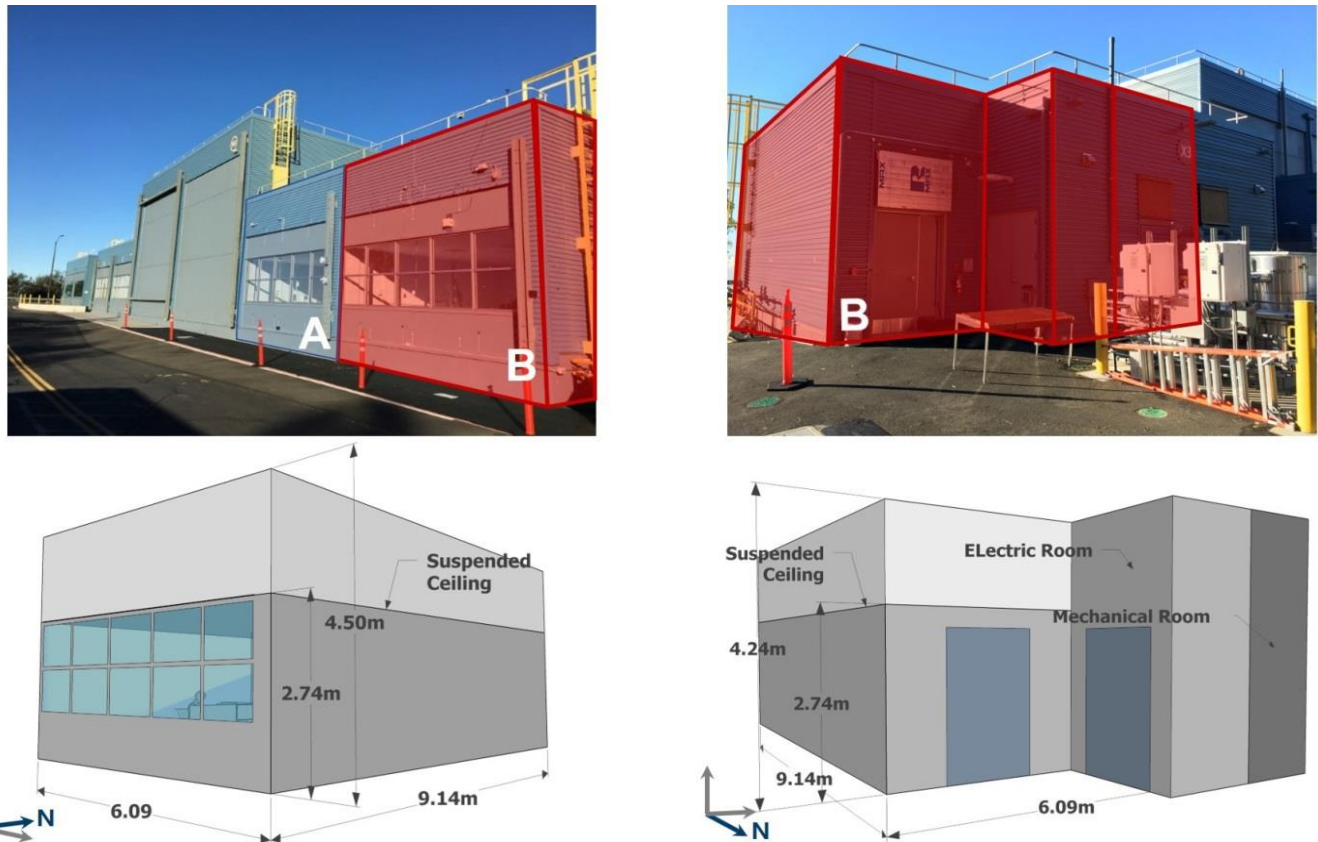 A
B
B
X3
Suspended
Ceiling
4.50m
2.74m
6.09
9.14m
N
Suspended
Ceiling
ELectric Room
Mechanical Room
4.24m
2.74m
9.14m
6.09m
N